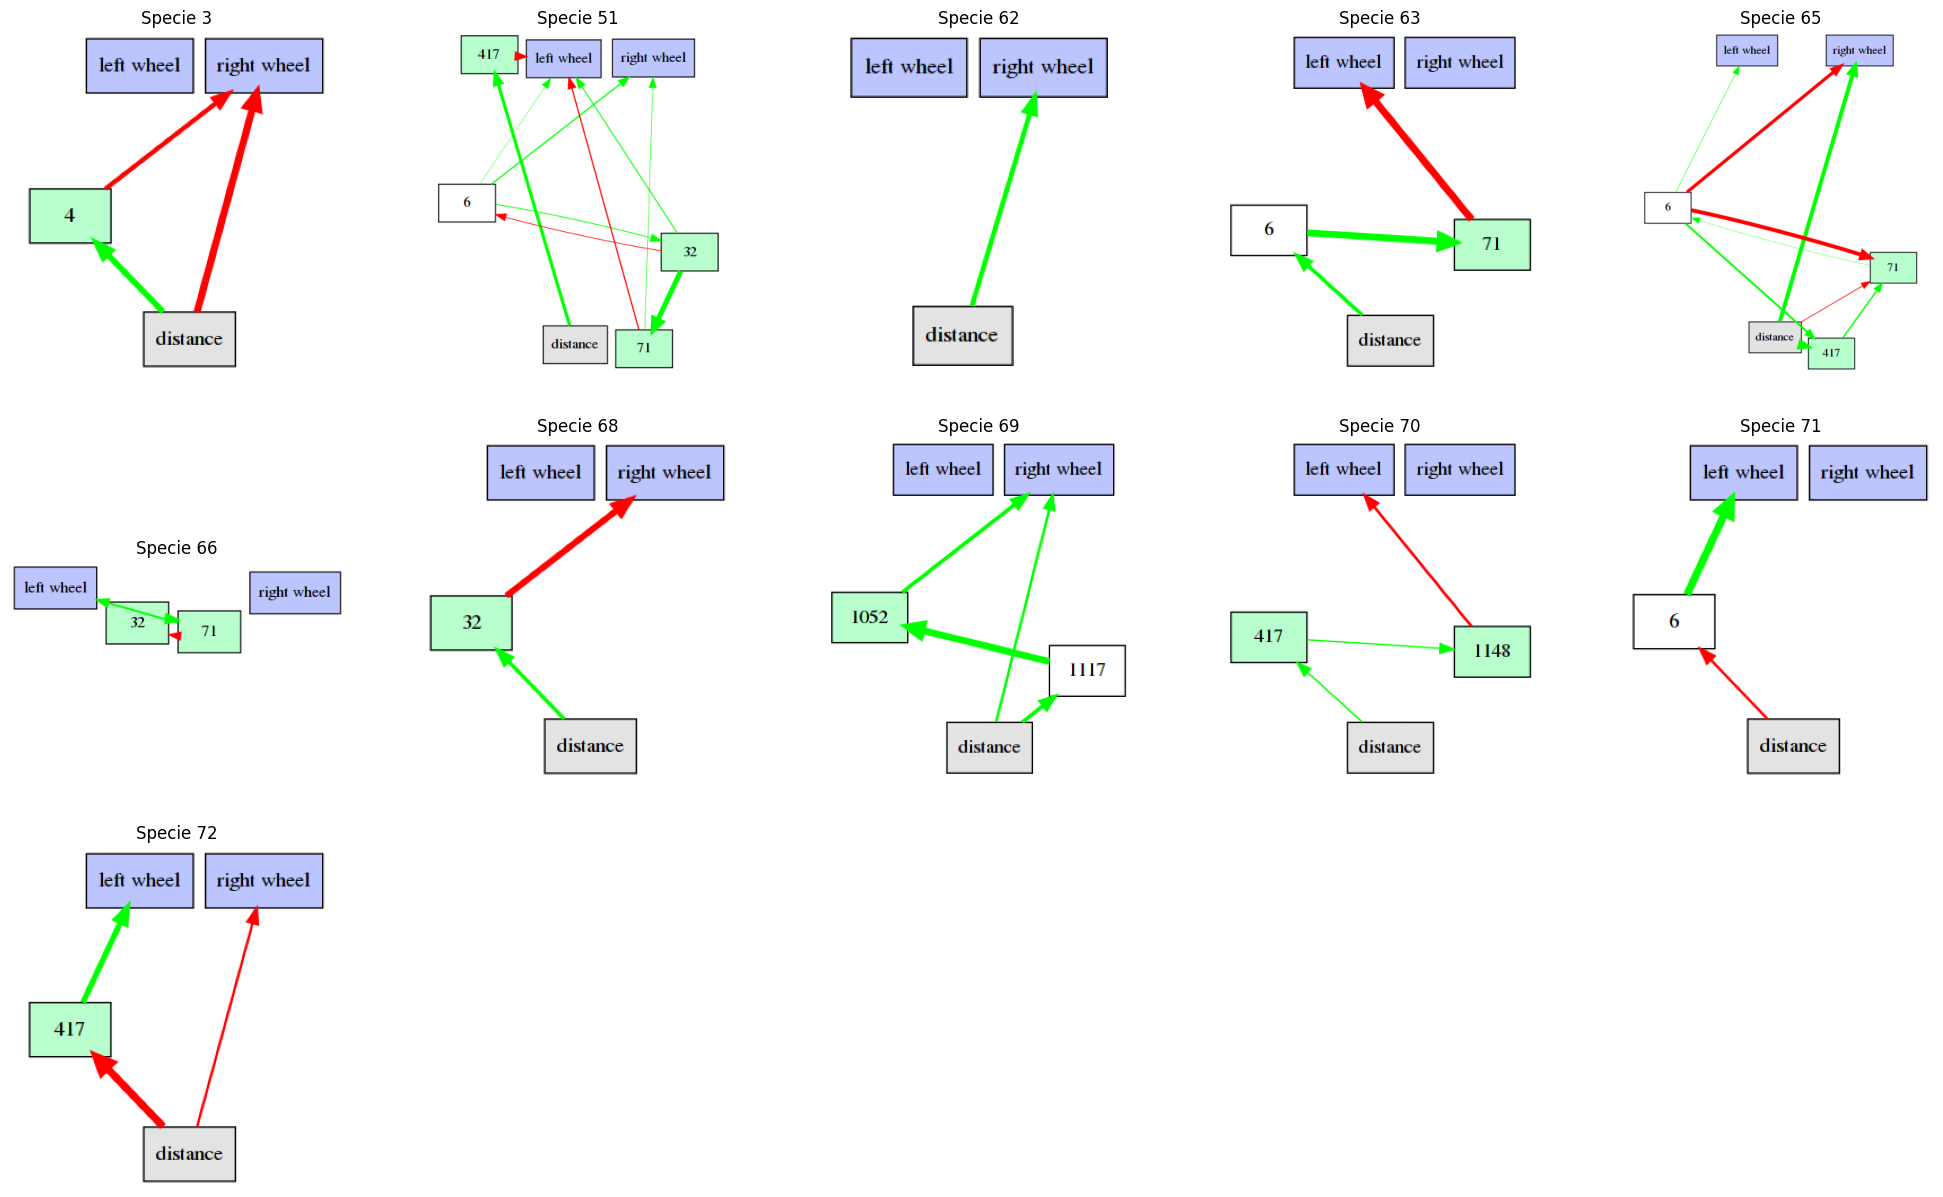 Specie 3
left wheel
right wheel
4
distance
Specie 51
417
left wheel
right wheel
6
32
distance
71
Specie 62
left wheel
right wheel
distance
Specie 63
left wheel
right wheel
6
71
distance
Specie 65
left wheel
right wheel
6
71
distance
417
Specie 66
left wheel
32
71
right wheel
Specie 68
left wheel
right wheel
32
distance
Specie 69
left wheel
right wheel
1052
1117
distance
Specie 70
left wheel
right wheel
417
1148
distance
Specie 71
left wheel
right wheel
6
distance
Specie 72
left wheel
right wheel
417
distance